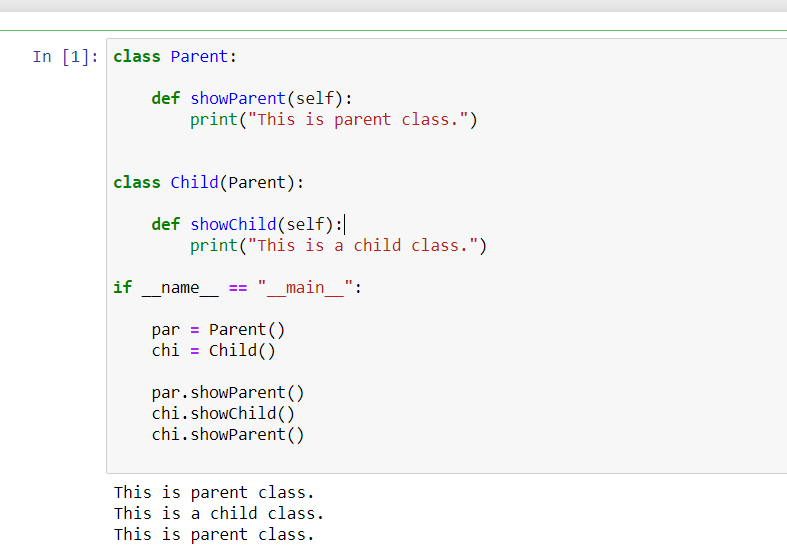 In [1]: class Parent:
    def showParent(self):
        print("This is parent class.")
class Child(Parent):
    def showChild(self):
        print("This is a child class.")
if __name__ == "__main__":
    par = Parent()
    chi = Child()
    par.showParent()
    chi.showChild()
    chi.showParent()
This is parent class.
This is a child class.
This is parent class.